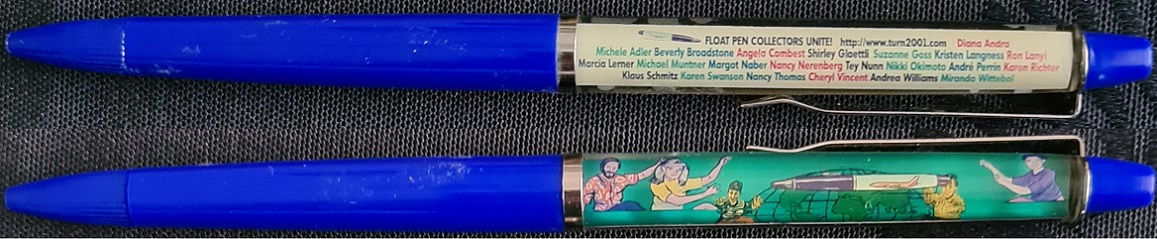 FLOAT PEN COLLECTORS UNITE! http://www.turn2001.com Diana Andra
Michele Adler Beverly Broadstone Angela Combest Shirley Gloettli Suzanne Goss Kristen Langness Ron Lanyi
Marcia Lerner Michael Muntner Margot Naber Nancy Nerenberg Tey Nunn Nikki Okimoto André Perrin Karen Richter
Klaus Schmitz Karen Swanson Nancy Thomas Cheryl Vincent Andrea Williams Miranda Wittebol